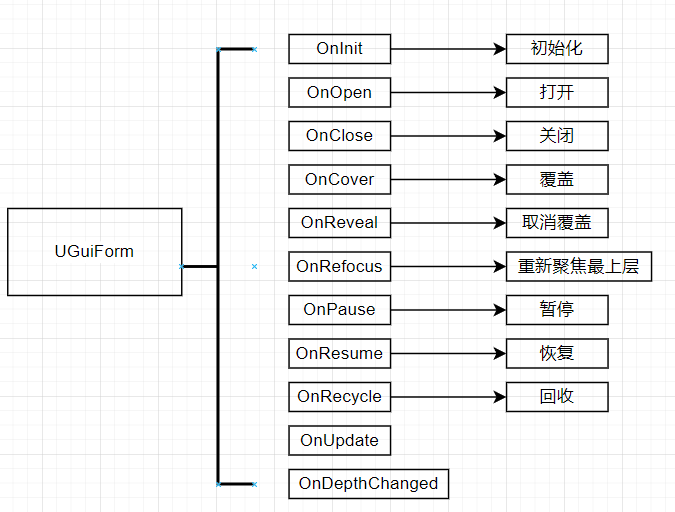 UGuiForm
OnInit
初始化
OnOpen
打开
OnClose
关闭
OnCover
覆盖
OnReveal
取消覆盖
OnRefocus
重新聚焦最上层
OnPause
暂停
OnResume
恢复
OnRecycle
回收
OnUpdate
OnDepthChanged